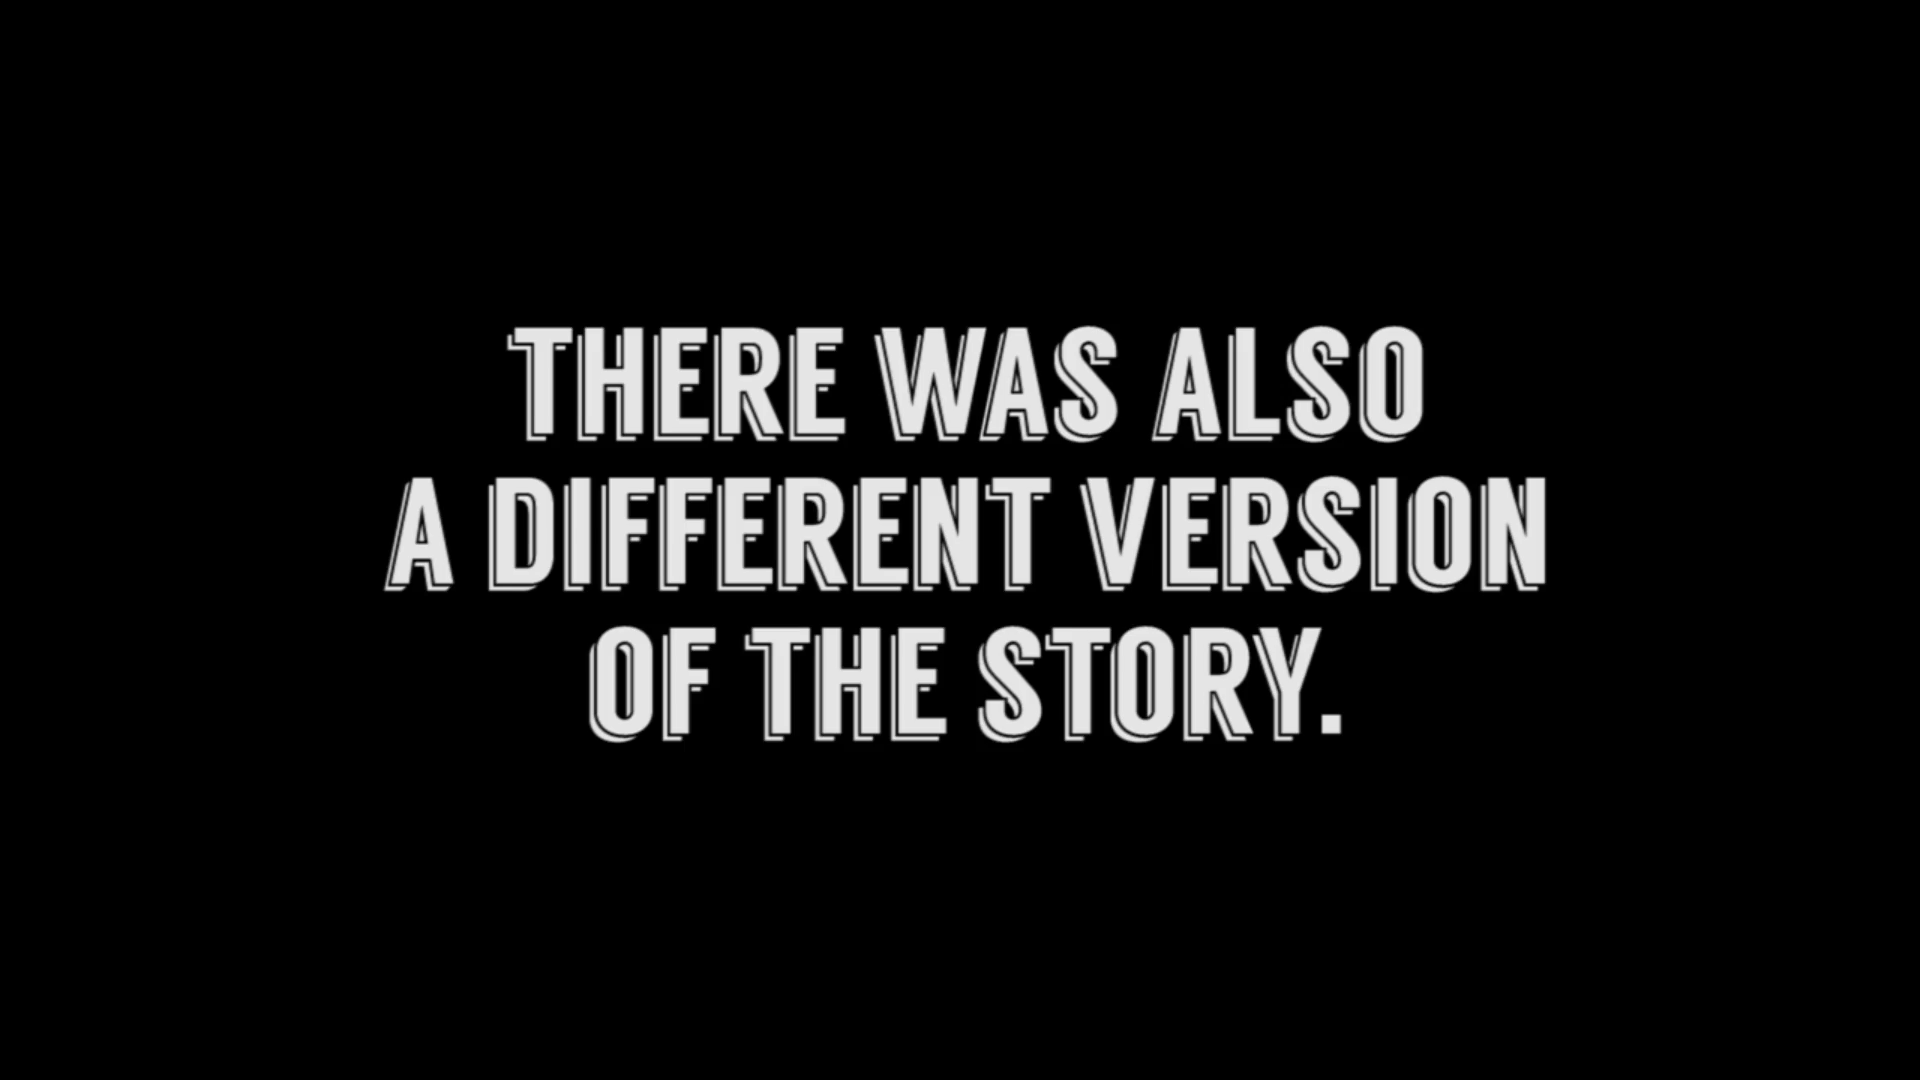 THERE WAS ALSO
A DIFFERENT VERSION
OF THE STORY.